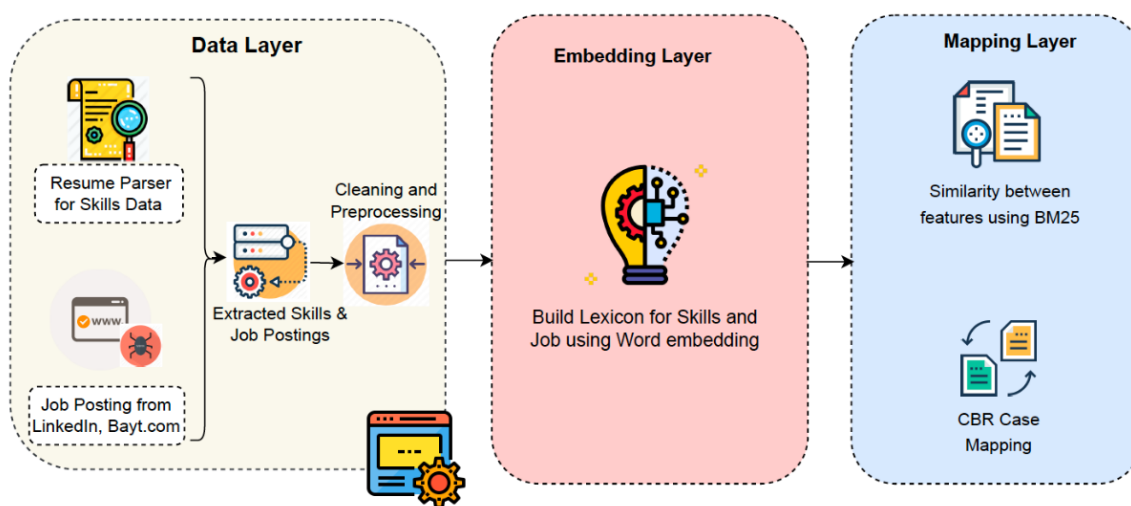 Data Layer
Resume Parser
for Skills Data
WWW
Job Posting from
LinkedIn, Bayt.com
Extracted Skills &
Job Postings
Cleaning and
Preprocessing
Embedding Layer
Build Lexicon for Skills and
Job using Word embedding
Mapping Layer
Similarity between
features using BM25
CBR Case
Mapping